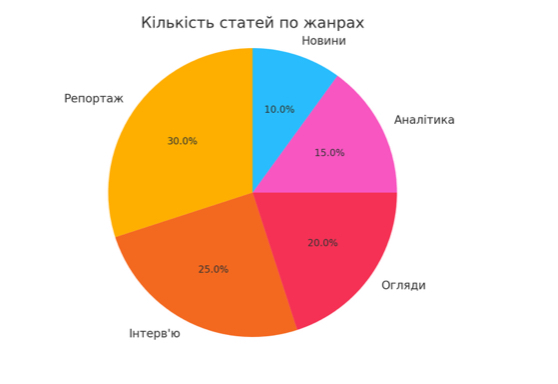 Кількість статей по жанрах
Новини
Репортаж
Аналітика
10.0%
30.0%
15.0%
20.0%
25.0%
Огляди
Інтерв'ю